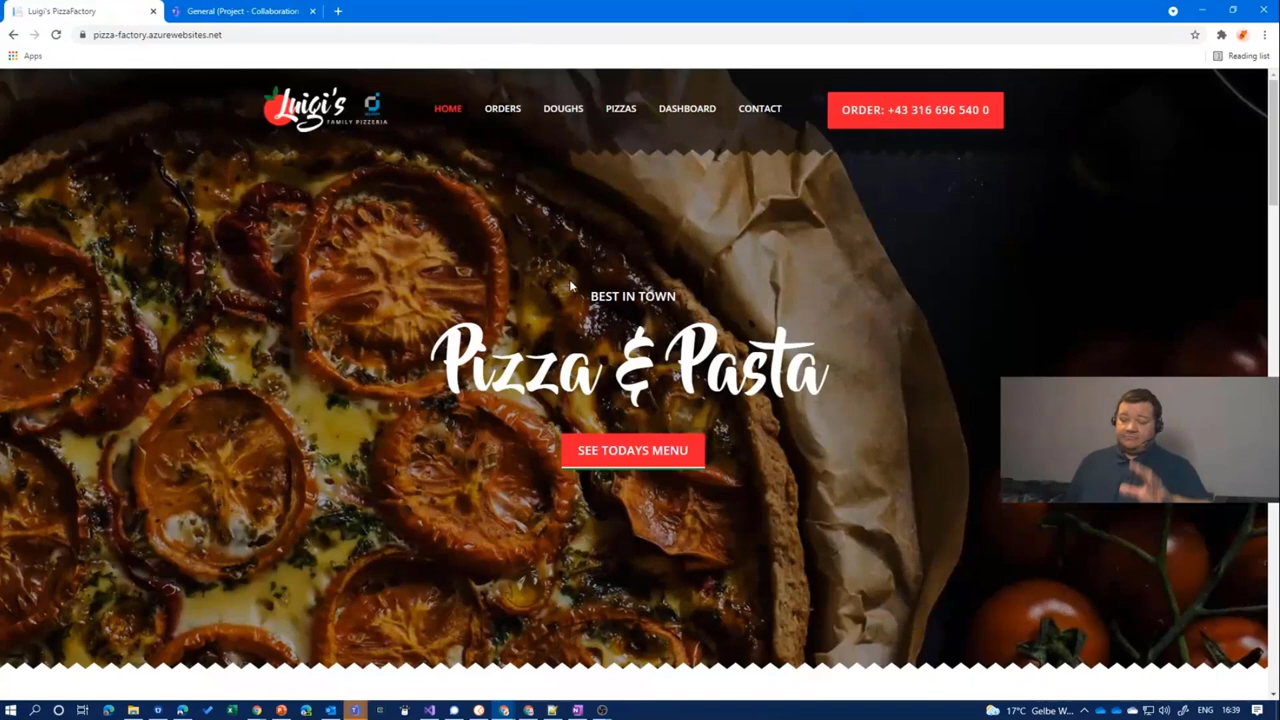 Luigi's PizzaFactory
General (Project - Collaboration
pizza-factory.azurewebsites.net
Apps
Reading list
Luigi's
FAMILY PIZZERIA
HOME
ORDERS
DOUGHS
PIZZAS
DASHBOARD
CONTACT
ORDER: +43 316 696 540 0
BEST IN TOWN
Pizza & Pasta
SEE TODAYS MENU
17°C Gelbe W...
ENG
16:39